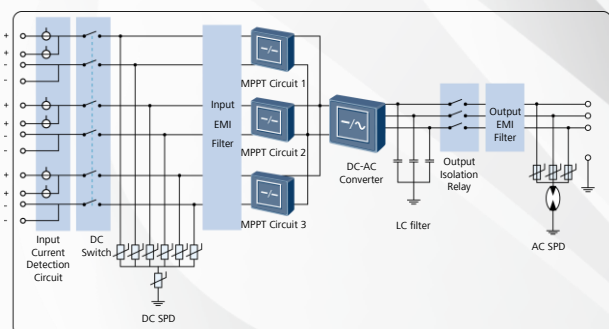 +
+
-
-
+
+
-
-
+
+
-
-
Input
Current
Detection
Circuit
DC
Switch
DC SPD
Input
EMI
Filter
MPPT Circuit 1
MPPT Circuit 2
MPPT Circuit 3
DC-AC
Converter
LC filter
Output
Isolation
Relay
Output
EMI
Filter
AC SPD